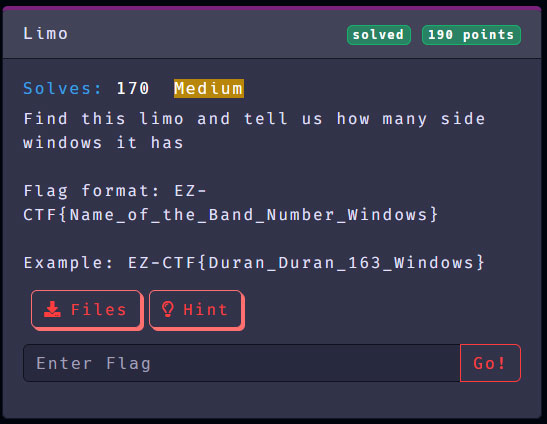 Limo solved 190 points
Solves: 170 Medium
Find this limo and tell us how many side
windows it has
Flag format: EZ-
CTF{Name_of_the_Band_Number_Windows}
Example: EZ-CTF{Duran_Duran_163_Windows}
Files Hint
Enter Flag Go!